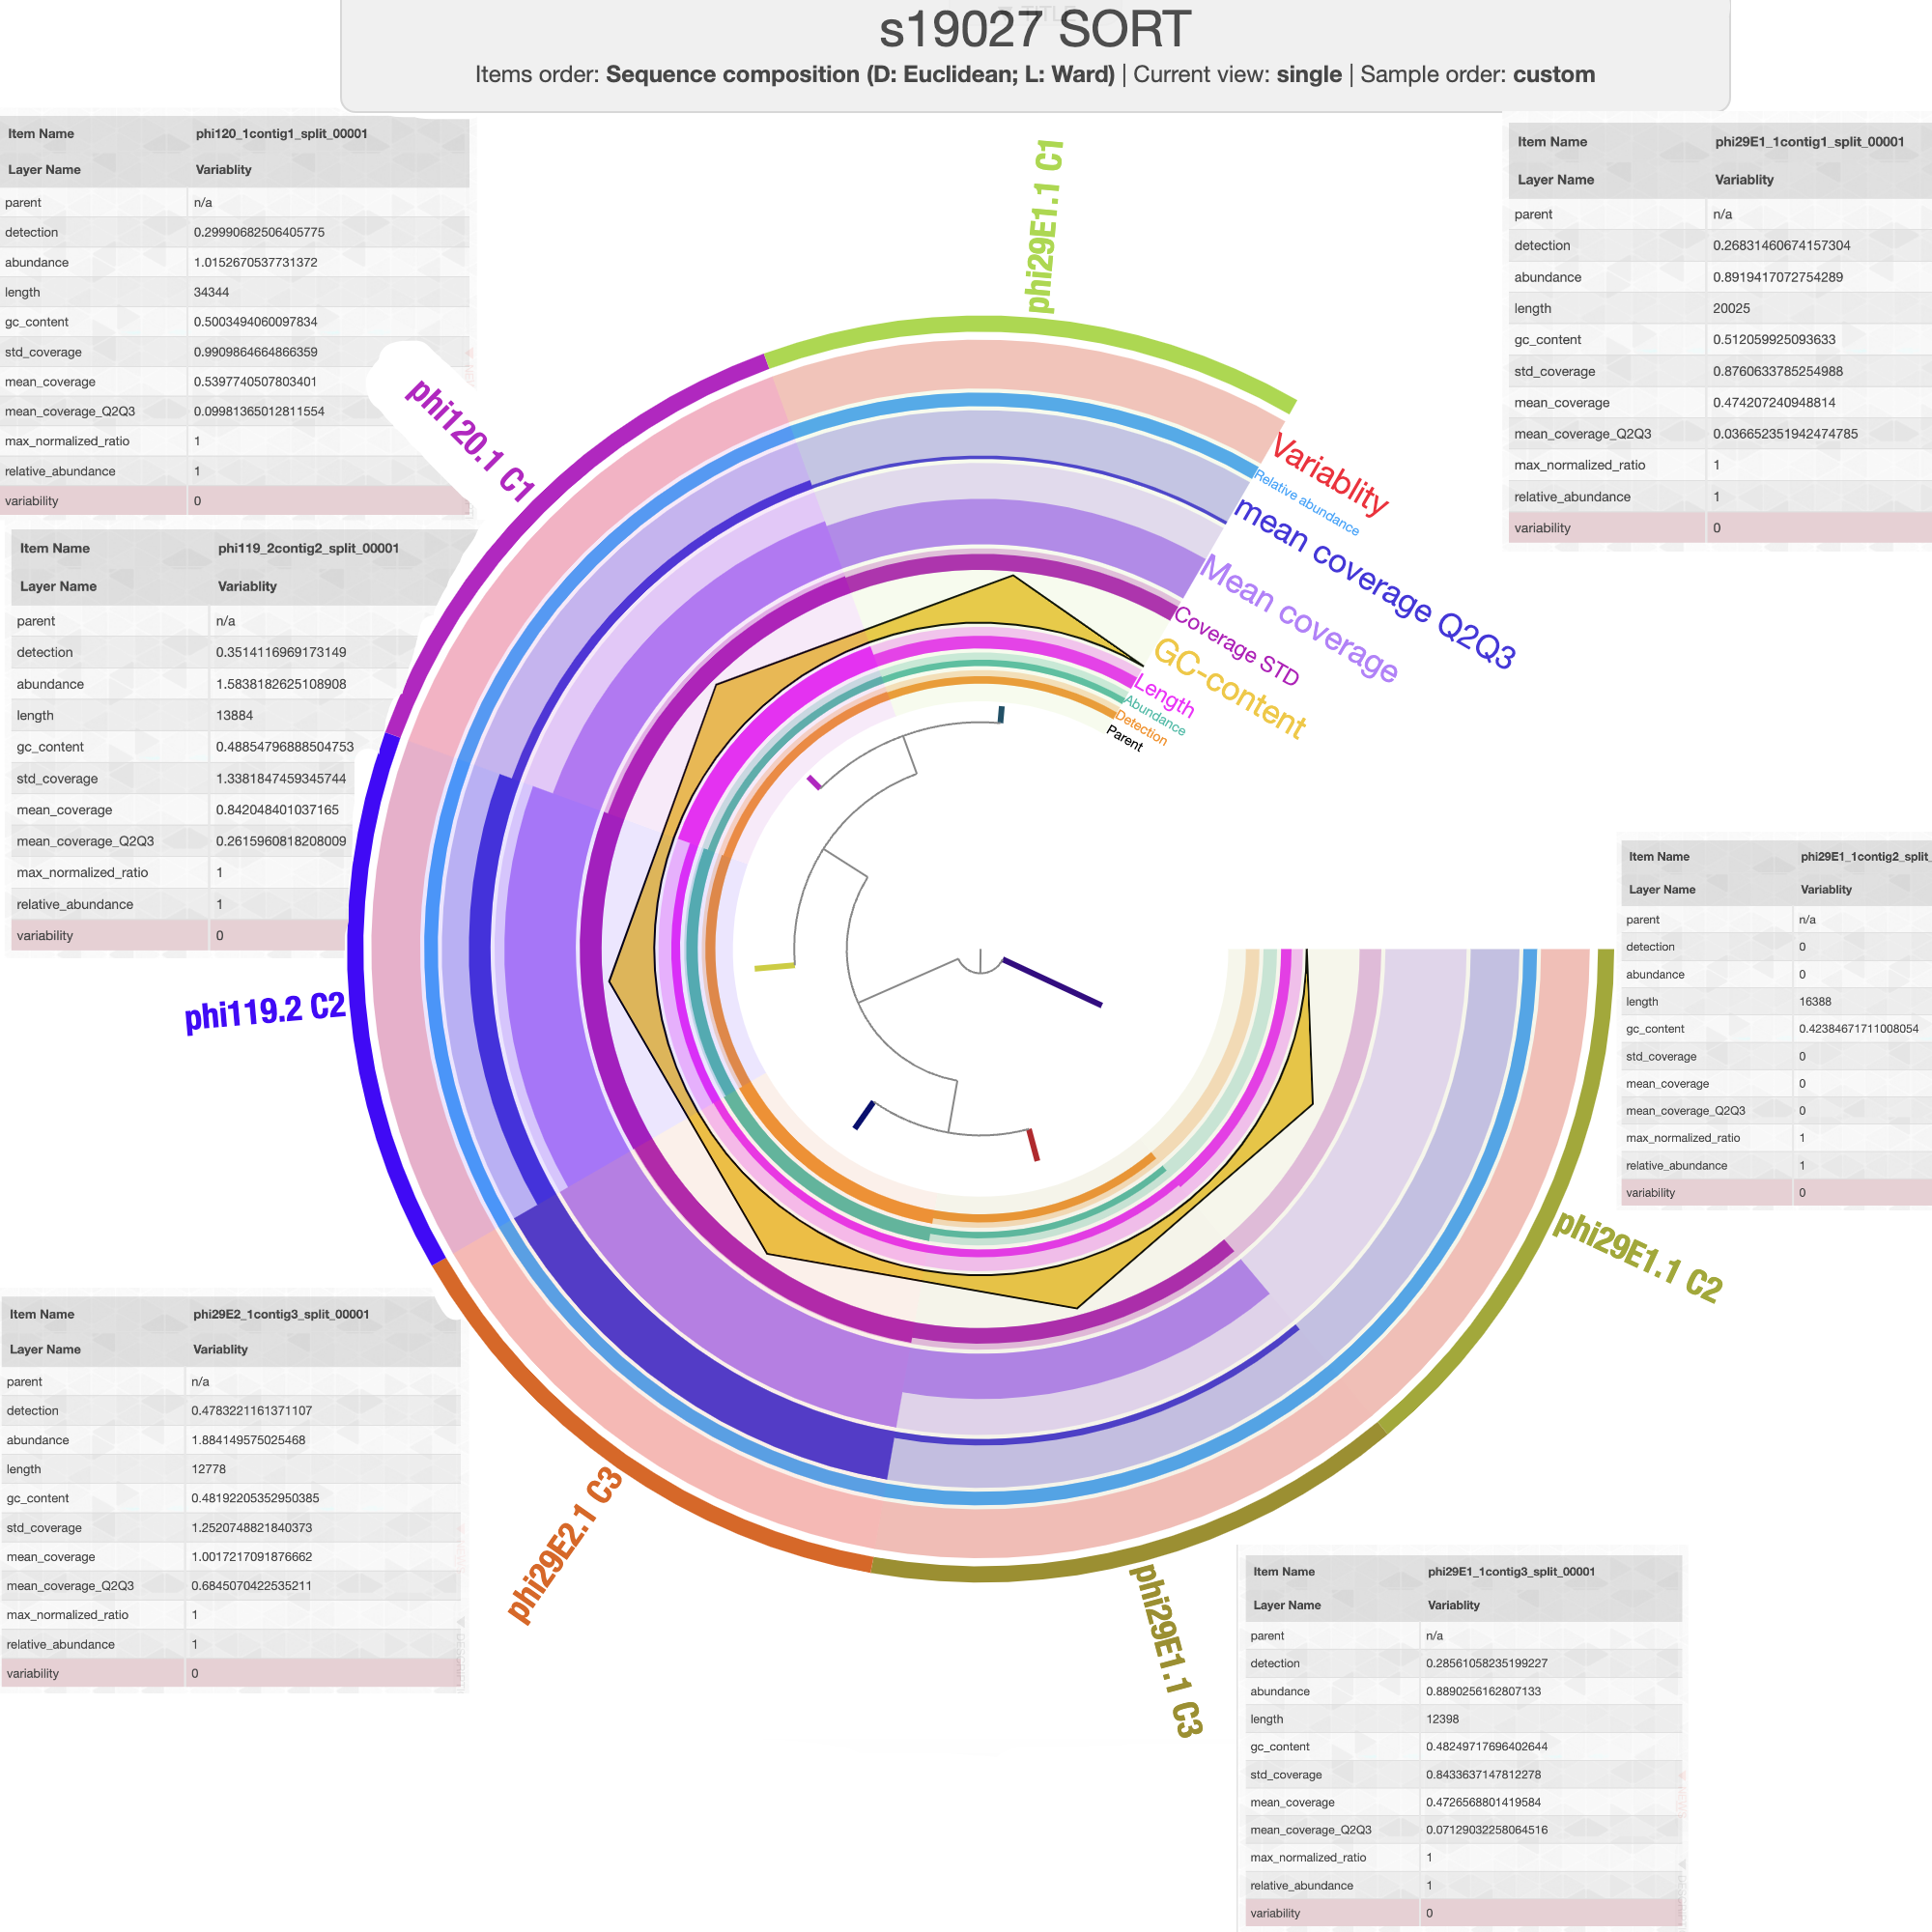 s19027 SORT
Items order: Sequence composition (D: Euclidean; L: Ward) | Current view: single | Sample order: custom
Item Name phi120_1contig1_split_00001
Layer Name Variablity
parent n/a
detection 0.29990682506405775
abundance 1.0152670537731372
length 34344
gc_content 0.5003494060097834
std_coverage 0.9909864664866359
mean_coverage 0.5397740507803401
mean_coverage_Q2Q3 0.09981365012811554
max_normalized_ratio 1
relative_abundance 1
variability 0
Item Name phi29E1_1contig1_split_00001
Layer Name Variablity
parent n/a
detection 0.26831460674157304
abundance 0.8919417072754289
length 20025
gc_content 0.512059925093633
std_coverage 0.8760633785254988
mean_coverage 0.474207240948814
mean_coverage_Q2Q3 0.036652351942474785
max_normalized_ratio 1
relative_abundance 1
variability 0
phi29E1.1 C1
phi120.1 C1
Variablity
Relative abundance
mean coverage Q2Q3
Mean coverage
Coverage STD
GC-content
Length
Abundance
Detection
Parent
Item Name phi119_2contig2_split_00001
Layer Name Variablity
parent n/a
detection 0.3514116969173149
abundance 1.5838182625108908
length 13884
gc_content 0.48854796888504753
std_coverage 1.3381847459345744
mean_coverage 0.842048401037165
mean_coverage_Q2Q3 0.2615960818208009
max_normalized_ratio 1
relative_abundance 1
variability 0
phi119.2 C2
Item Name phi29E1_1contig2_split_
Layer Name Variablity
parent n/a
detection 0
abundance 0
length 16388
gc_content 0.42384671711008054
std_coverage 0
mean_coverage 0
mean_coverage_Q2Q3 0
max_normalized_ratio 1
relative_abundance 1
variability 0
phi29E1.1 C2
Item Name phi29E2_1contig3_split_00001
Layer Name Variablity
parent n/a
detection 0.4783221161371107
abundance 1.884149575025468
length 12778
gc_content 0.48192205352950385
std_coverage 1.2520748821840373
mean_coverage 1.0017217091876662
mean_coverage_Q2Q3 0.6845070422535211
max_normalized_ratio 1
relative_abundance 1
variability 0
phi29E2.1 C3
phi29E1.1 C3
Item Name phi29E1_1contig3_split_00001
Layer Name Variablity
parent n/a
detection 0.28561058235199227
abundance 0.8890256162807133
length 12398
gc_content 0.48249717696402644
std_coverage 0.8433637147812278
mean_coverage 0.4726568801419584
mean_coverage_Q2Q3 0.07129032258064516
max_normalized_ratio 1
relative_abundance 1
variability 0